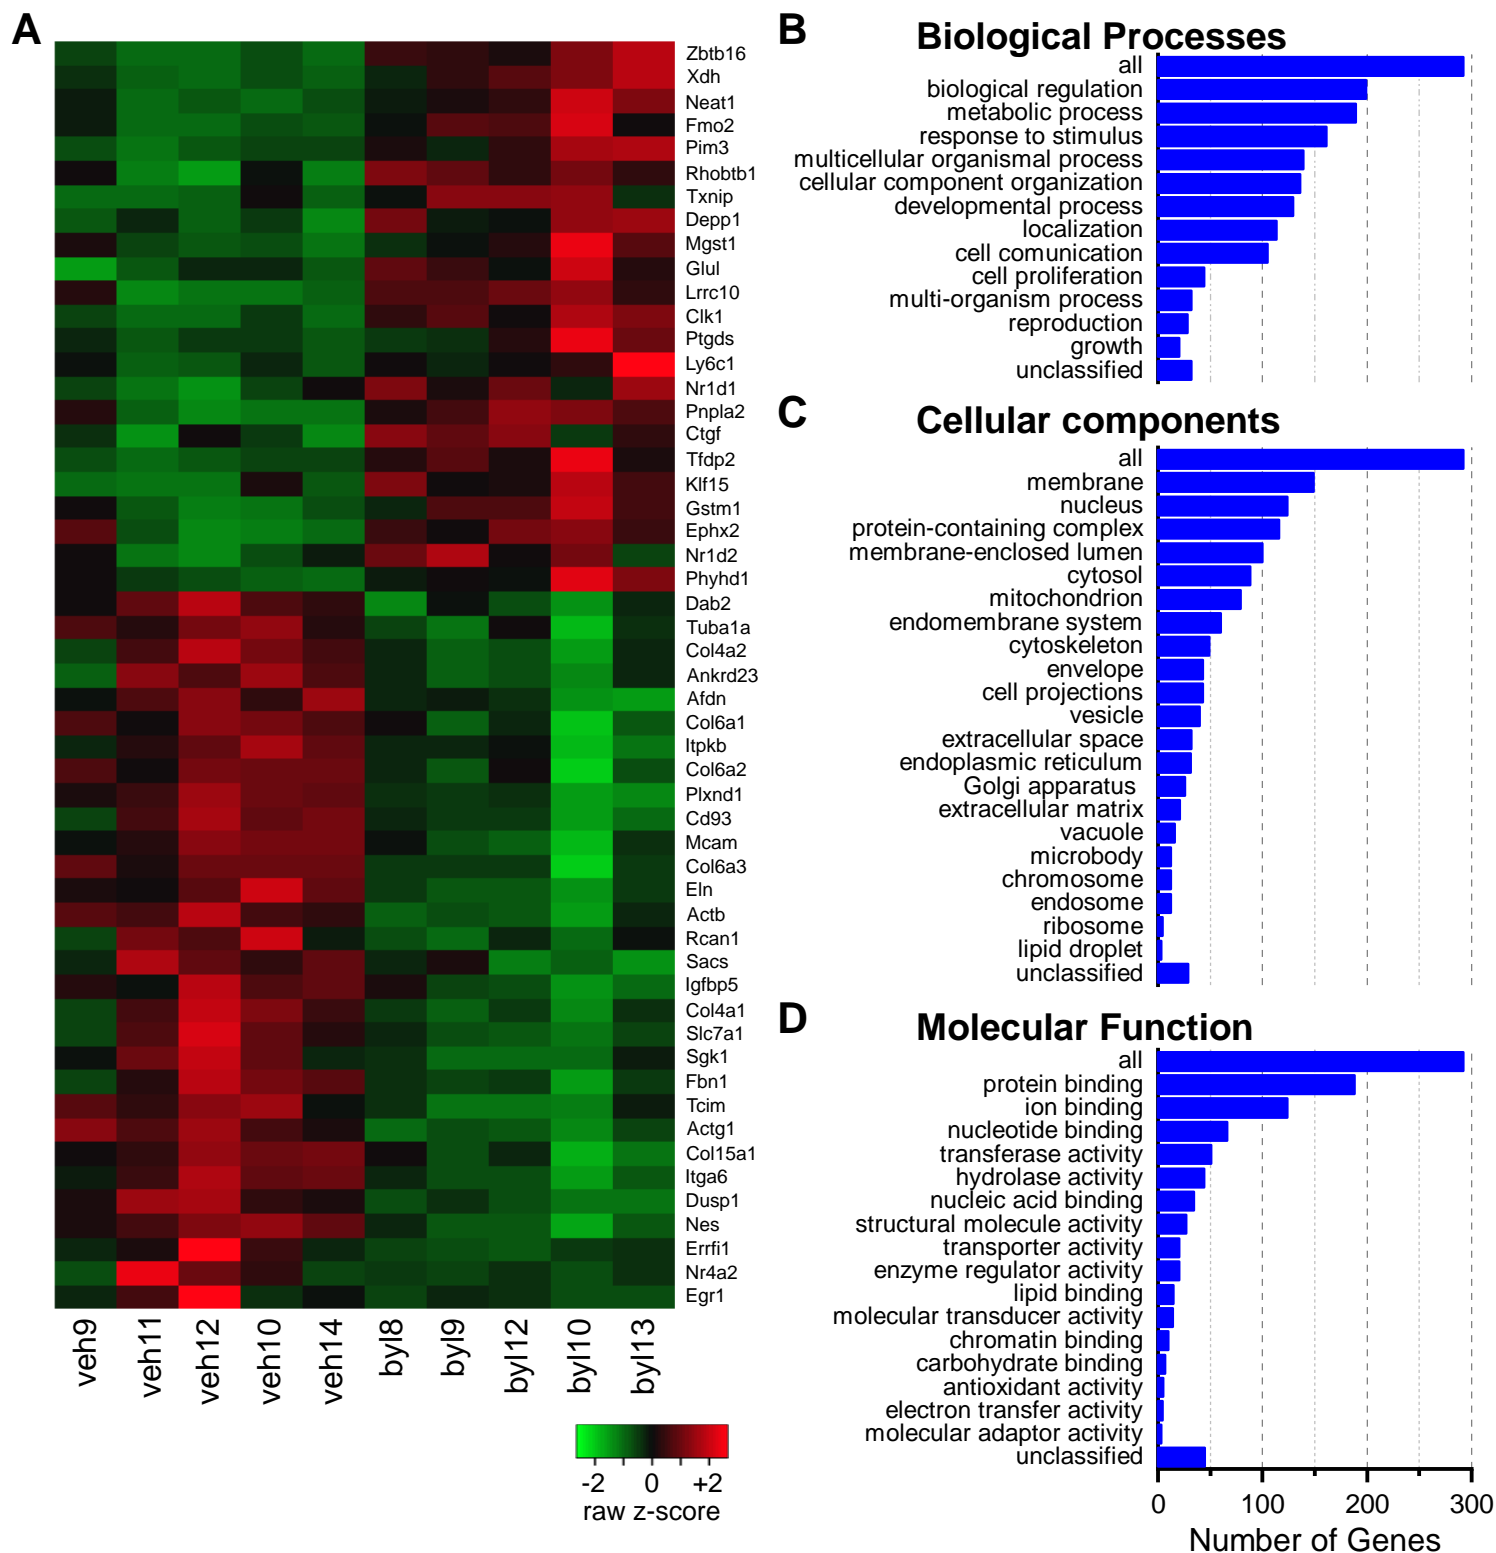 A
Zbtb16
Xdh
Neat1
Fmo2
Pim3
Rhobtb1
Txnip
Depp1
Mgst1
Glul
Lrrc10
Clk1
Ptgds
Ly6c1
Nr1d1
Pnpla2
Ctgf
Tfdp2
Klf15
Gstm1
Ephx2
Nr1d2
Phyhd1
Dab2
Tuba1a
Col4a2
Ankrd23
Afdn
Col6a1
Itpkb
Col6a2
Plxnd1
Cd93
Mcam
Col6a3
Eln
Actb
Rcan1
Sacs
Igfbp5
Col4a1
Slc7a1
Sgk1
Fbn1
Tcim
Actg1
Col15a1
Itga6
Dusp1
Nes
Errfi1
Nr4a2
Egr1
veh9 veh11 veh12 veh10 veh14 byl8 byl9 byl12 byl10 byl13
-2 0 +2
raw z-score
B Biological Processes
all
biological regulation
metabolic process
response to stimulus
multicellular organismal process
cellular component organization
developmental process
localization
cell comunication
cell proliferation
multi-organism process
reproduction
growth
unclassified
C Cellular components
all
membrane
nucleus
protein-containing complex
membrane-enclosed lumen
cytosol
mitochondrion
endomembrane system
cytoskeleton
envelope
cell projections
vesicle
extracellular space
endoplasmic reticulum
Golgi apparatus
extracellular matrix
vacuole
microbody
chromosome
endosome
ribosome
lipid droplet
unclassified
D Molecular Function
all
protein binding
ion binding
nucleotide binding
transferase activity
hydrolase activity
nucleic acid binding
structural molecule activity
transporter activity
enzyme regulator activity
lipid binding
molecular transducer activity
chromatin binding
carbohydrate binding
antioxidant activity
electron transfer activity
molecular adaptor activity
unclassified
0 100 200 300
Number of Genes